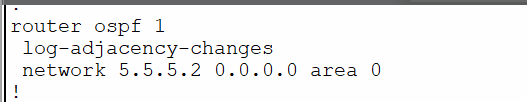 !
router ospf 1
 log-adjacency-changes
 network 5.5.5.2 0.0.0.0 area 0
!